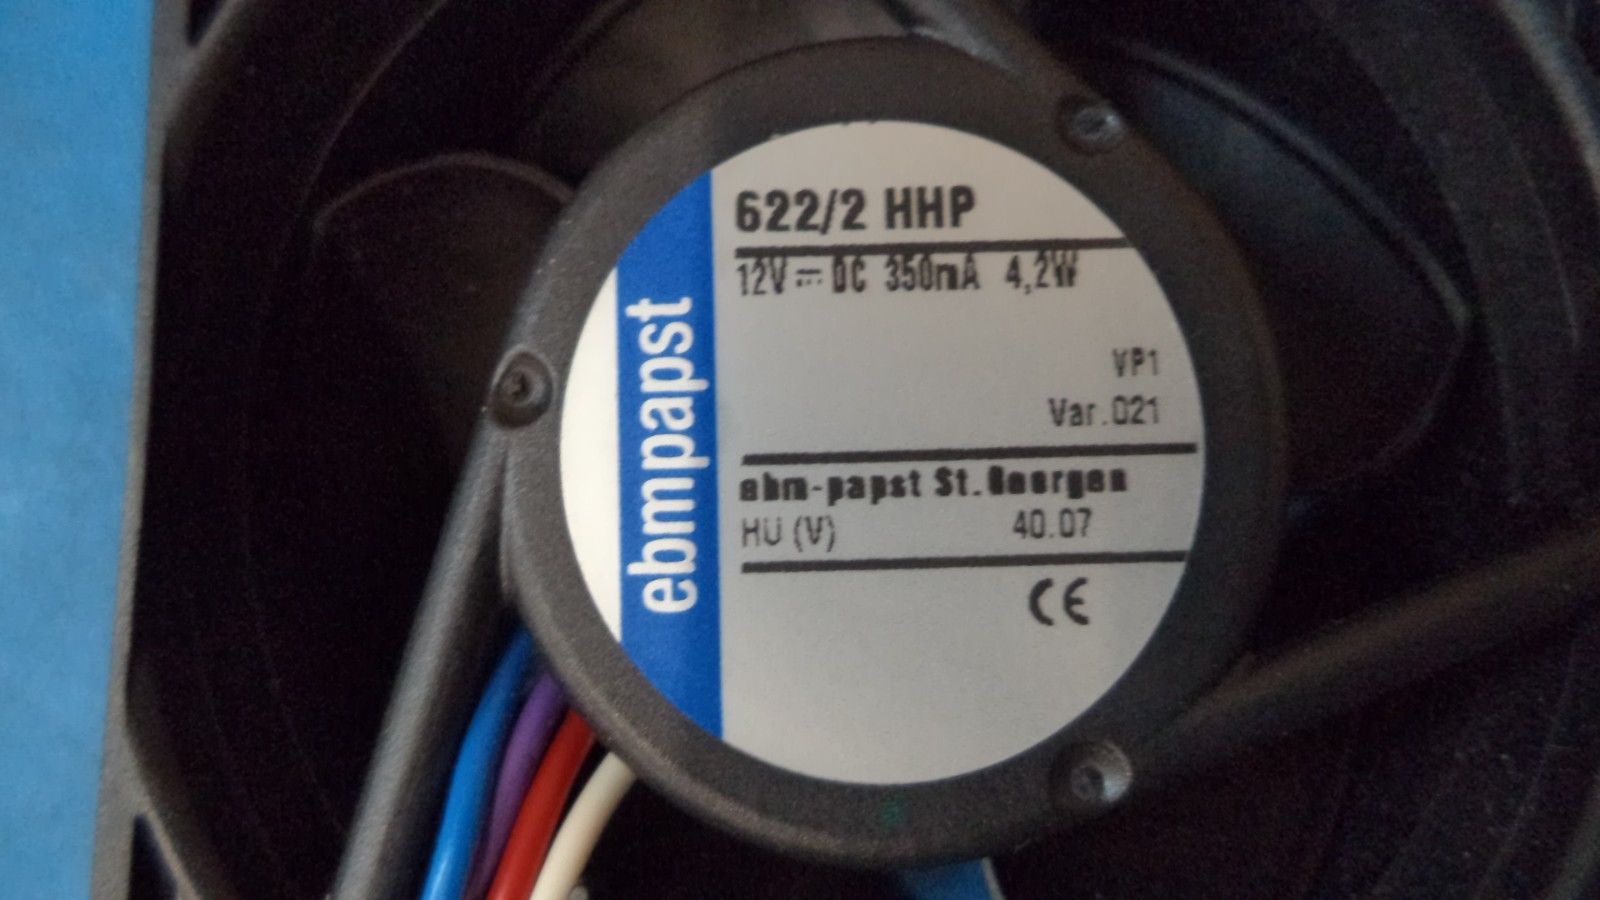 ebmpapst
622/2 HHP
12V ⎓ DC 350mA 4,2W
VP1
Var.021
ebm-papst St.Georgen
HU (V) 40.07
CE